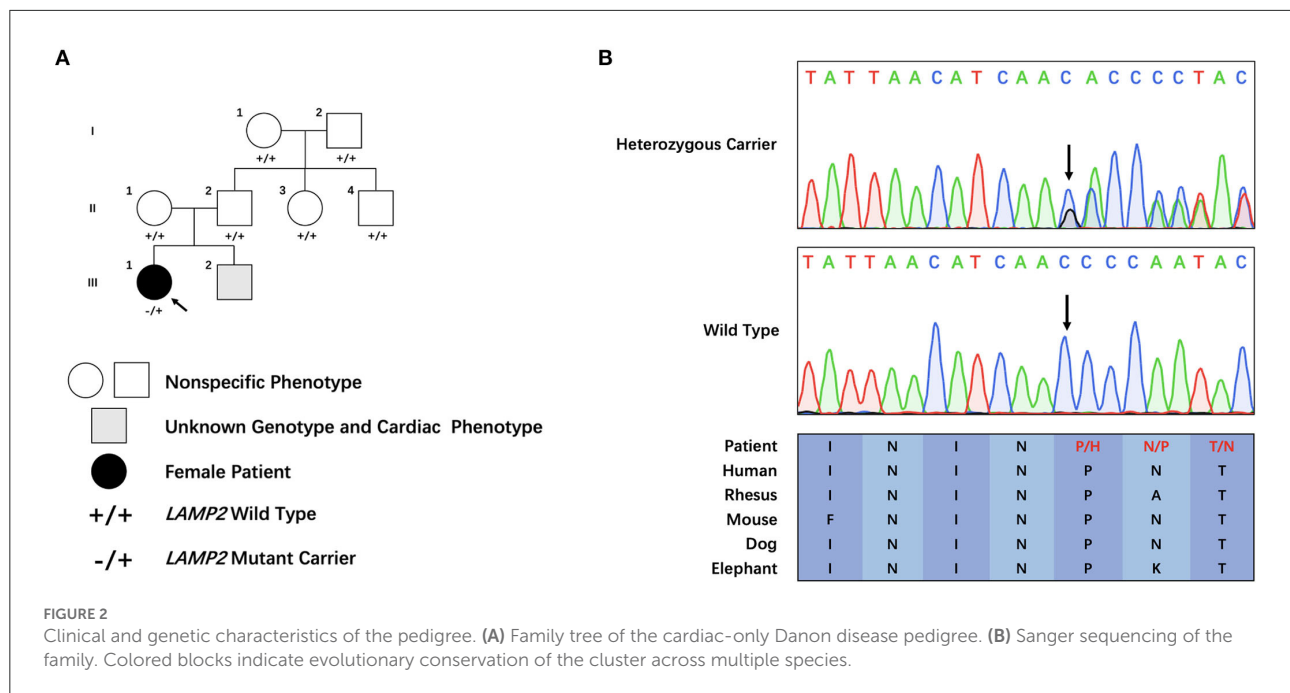 A
I
1
2
+/+
+/+
II
1
2
3
4
+/+
+/+
+/+
+/+
III
1
2
-/+
Nonspecific Phenotype
Unknown Genotype and Cardiac Phenotype
Female Patient
+/+ LAMP2 Wild Type
-/+ LAMP2 Mutant Carrier
B
T A T T A A C A T C A A C A C C C C T A C
Heterozygous Carrier
T A T T A A C A T C A A C C C C A A T A C
Wild Type
Patient I N I N P/H N/P T/N
Human I N I N P N T
Rhesus I N I N P A T
Mouse F N I N P N T
Dog I N I N P N T
Elephant I N I N P K T
FIGURE 2
Clinical and genetic characteristics of the pedigree. (A) Family tree of the cardiac-only Danon disease pedigree. (B) Sanger sequencing of the
family. Colored blocks indicate evolutionary conservation of the cluster across multiple species.